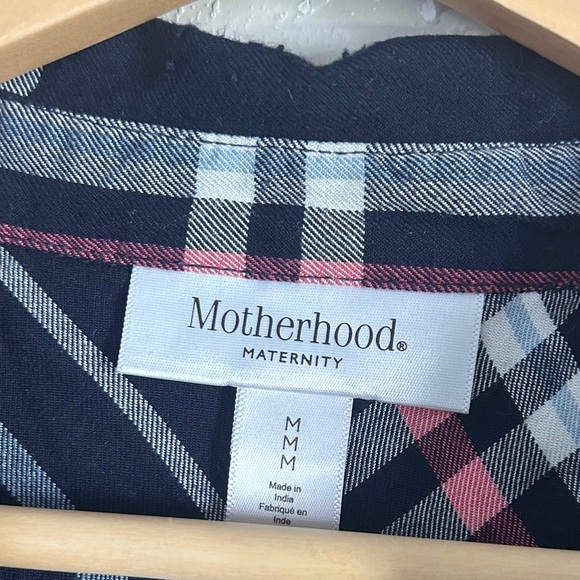 Motherhood®
MATERNITY
M
M
M
Made in
India
Fabriqué en
Inde